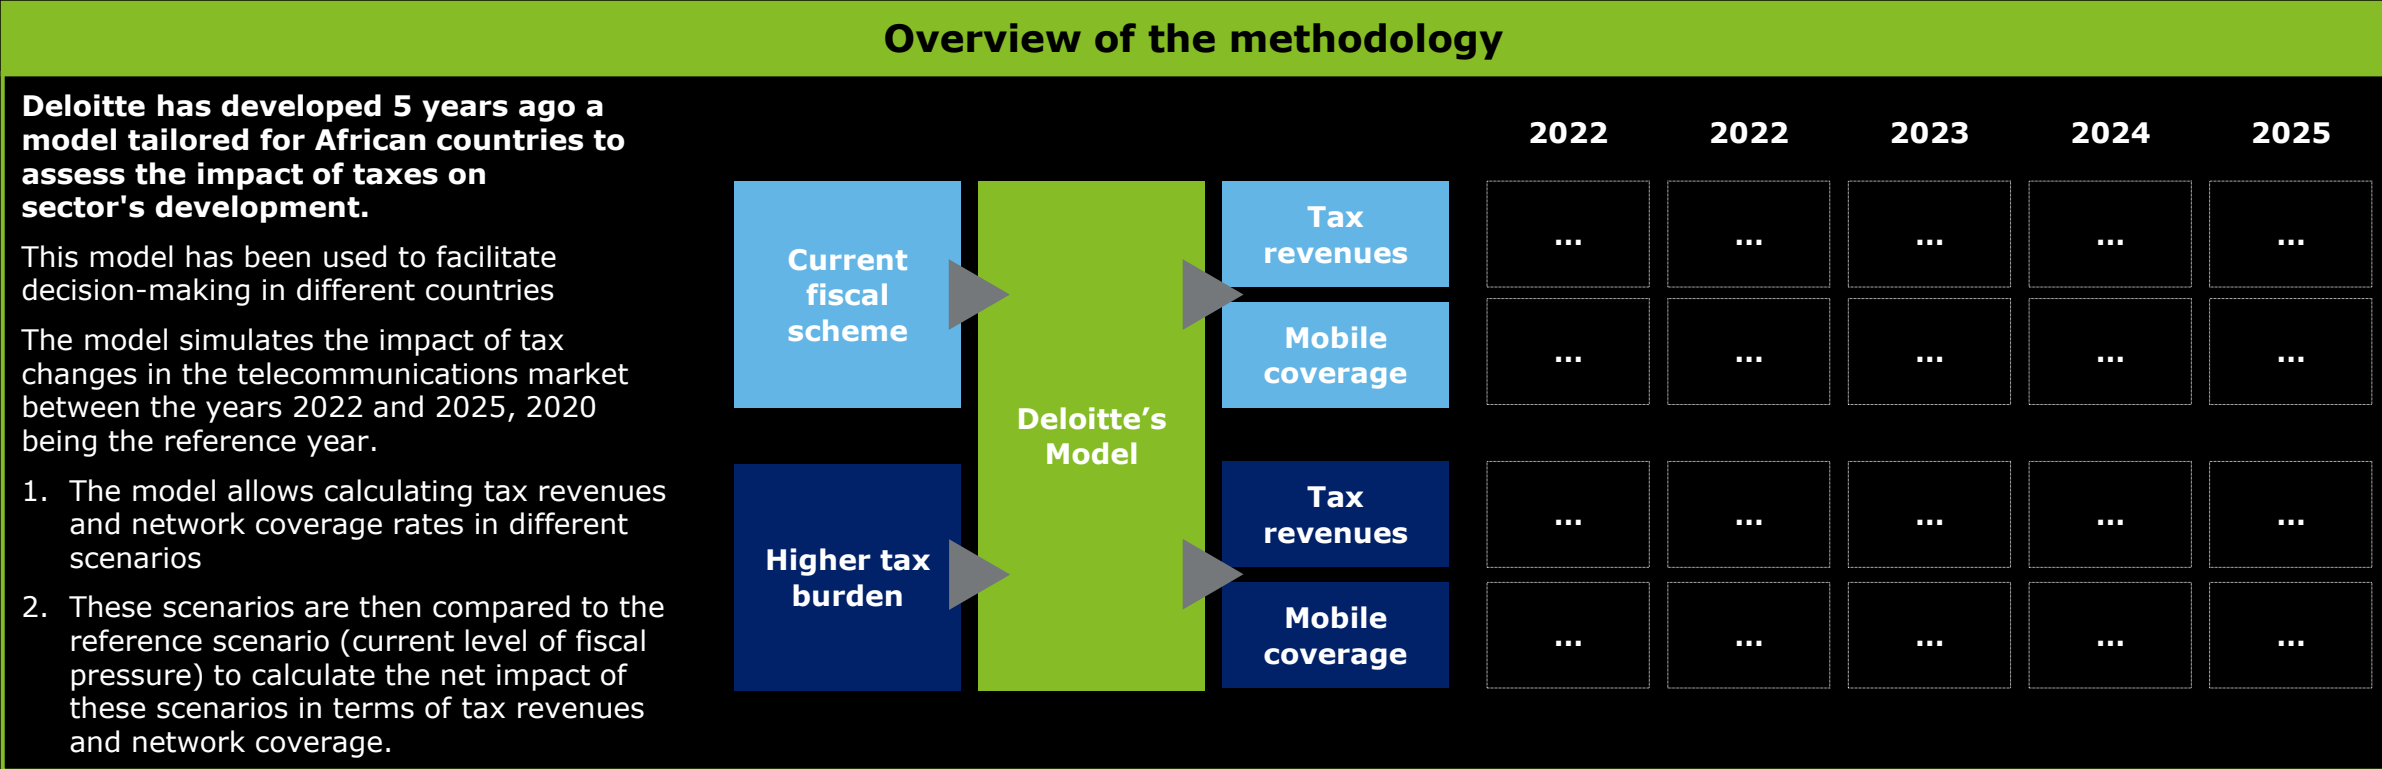 Overview of the methodology
Deloitte has developed 5 years ago a
model tailored for African countries to
assess the impact of taxes on
sector's development.
This model has been used to facilitate
decision-making in different countries
The model simulates the impact of tax
changes in the telecommunications market
between the years 2022 and 2025, 2020
being the reference year.
1. The model allows calculating tax revenues
and network coverage rates in different
scenarios
2. These scenarios are then compared to the
reference scenario (current level of fiscal
pressure) to calculate the net impact of
these scenarios in terms of tax revenues
and network coverage.
Current
fiscal
scheme
Higher tax
burden
Deloitte’s
Model
2022 2022 2023 2024 2025
Tax
revenues
... ... ... ... ...
Mobile
coverage
... ... ... ... ...
Tax
revenues
... ... ... ... ...
Mobile
coverage
... ... ... ... ...